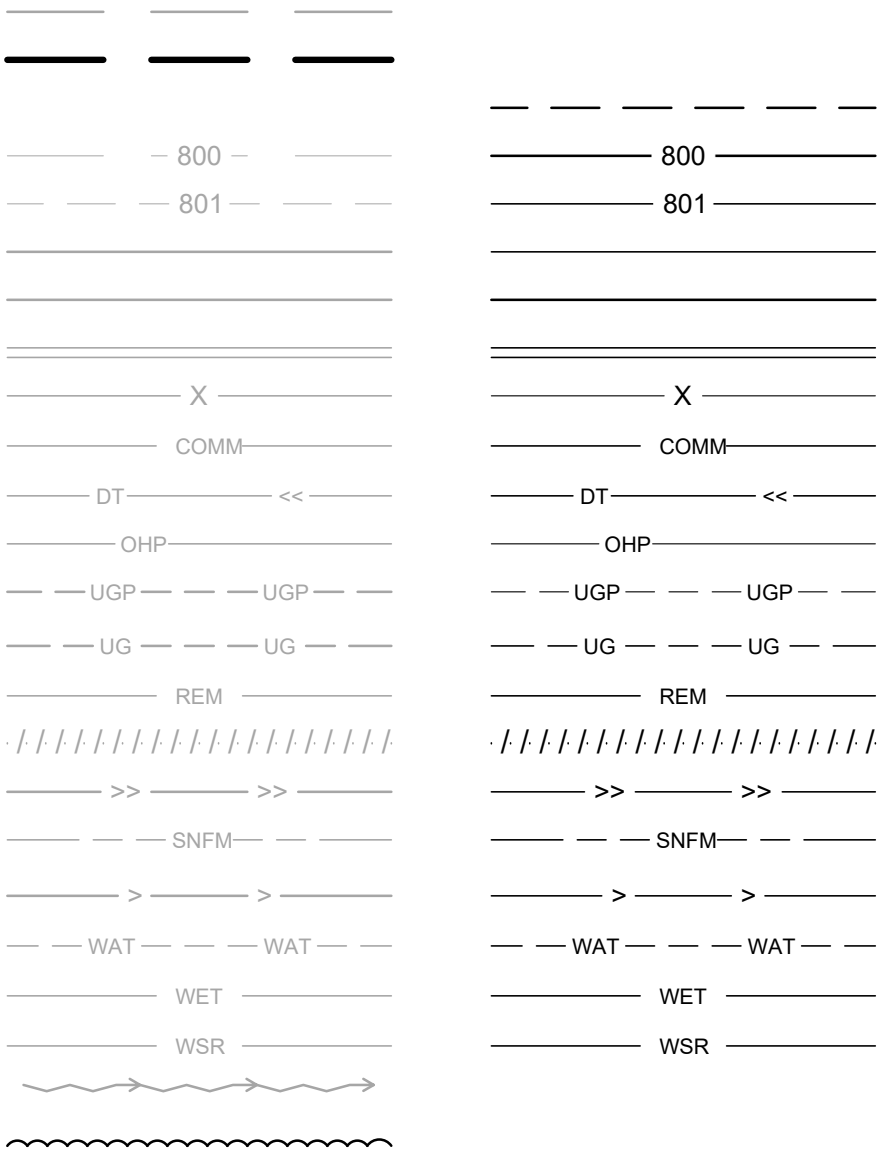 800 800
801 801
X X
COMM COMM
DT << DT <<
OHP OHP
UGP UGP UGP UGP
UG UG UG UG
REM REM
>> >> >> >>
SNFM SNFM
> > > >
WAT WAT WAT WAT
WET WET
WSR WSR